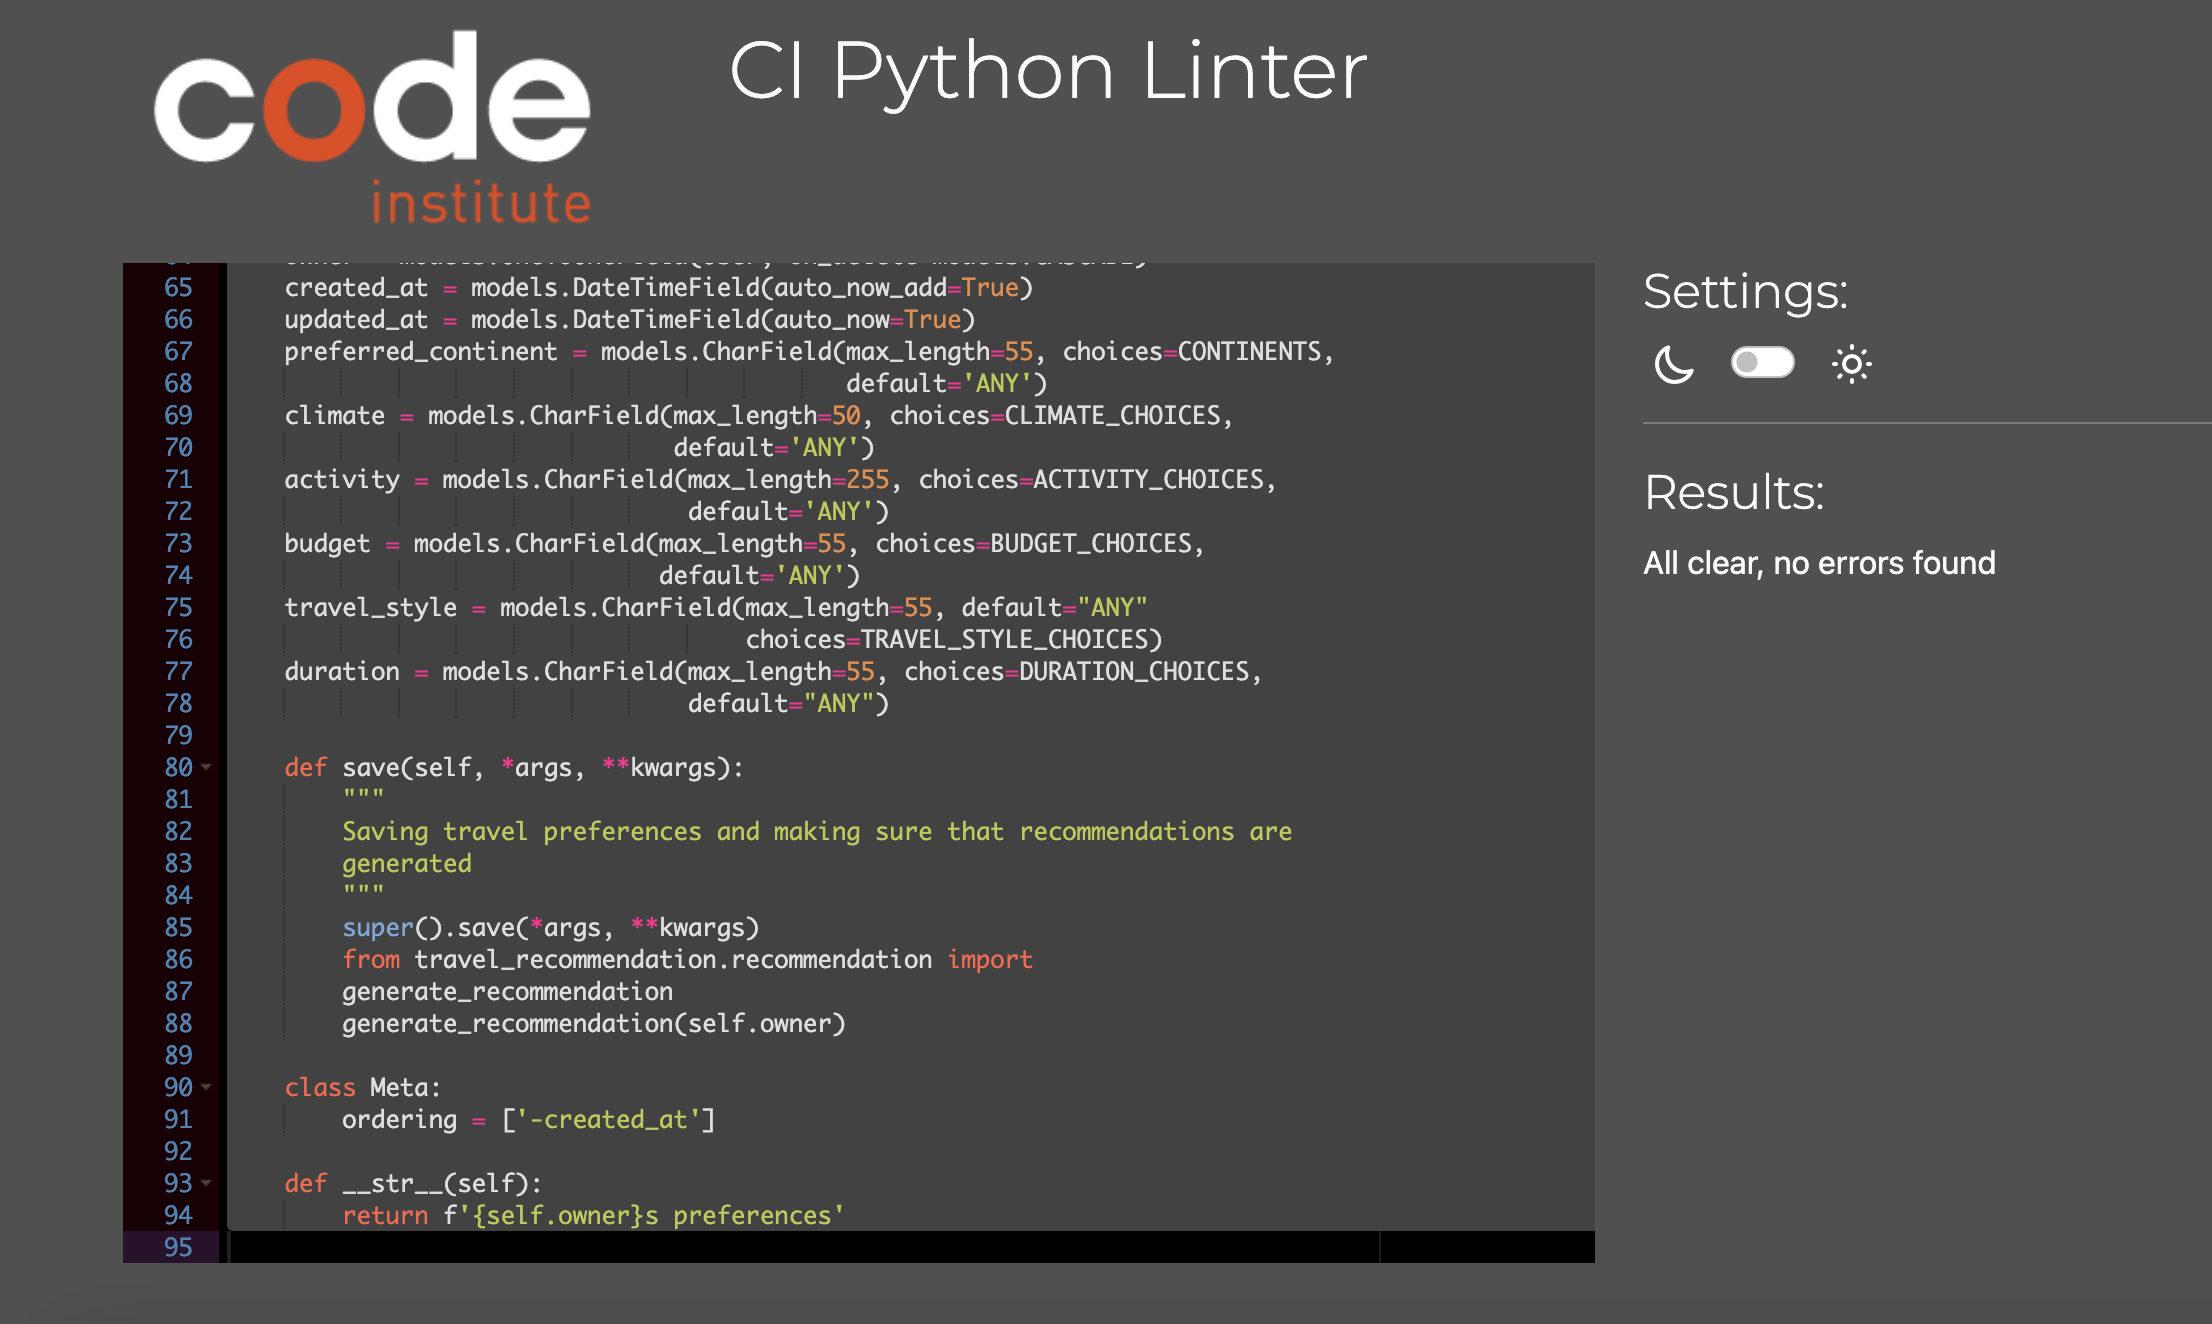 code
institute
CI Python Linter
65 created_at = models.DateTimeField(auto_now_add=True)
66 updated_at = models.DateTimeField(auto_now=True)
67 preferred_continent = models.CharField(max_length=55, choices=CONTINENTS,
68 default='ANY')
69 climate = models.CharField(max_length=50, choices=CLIMATE_CHOICES,
70 default='ANY')
71 activity = models.CharField(max_length=255, choices=ACTIVITY_CHOICES,
72 default='ANY')
73 budget = models.CharField(max_length=55, choices=BUDGET_CHOICES,
74 default='ANY')
75 travel_style = models.CharField(max_length=55, default="ANY"
76 choices=TRAVEL_STYLE_CHOICES)
77 duration = models.CharField(max_length=55, choices=DURATION_CHOICES,
78 default="ANY")
79
80 def save(self, *args, **kwargs):
81 """
82 Saving travel preferences and making sure that recommendations are
83 generated
84 """
85 super().save(*args, **kwargs)
86 from travel_recommendation.recommendation import
87 generate_recommendation
88 generate_recommendation(self.owner)
89
90 class Meta:
91 ordering = ['-created_at']
92
93 def __str__(self):
94 return f'{self.owner}s preferences'
95
Settings:
Results:
All clear, no errors found